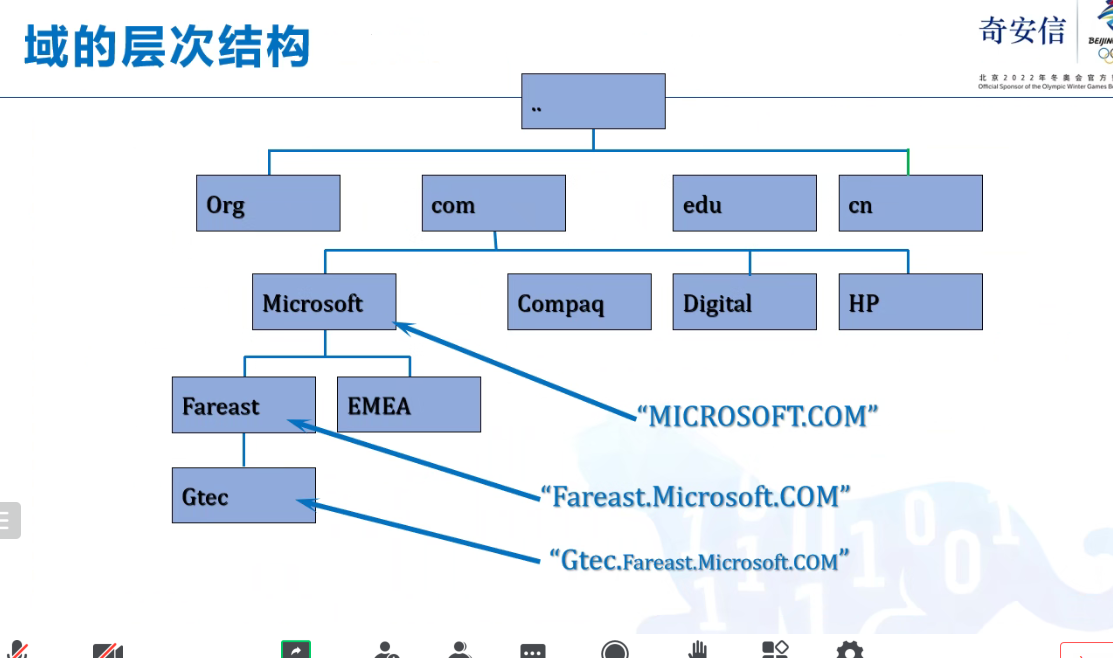 域的层次结构
奇安信
北京2022年冬奥会官方
Official Sponsor of the Olympic Winter Games
..
Org
com
edu
cn
Microsoft
Compaq
Digital
HP
Fareast
EMEA
“MICROSOFT.COM”
Gtec
“Fareast.Microsoft.COM”
“Gtec.Fareast.Microsoft.COM”